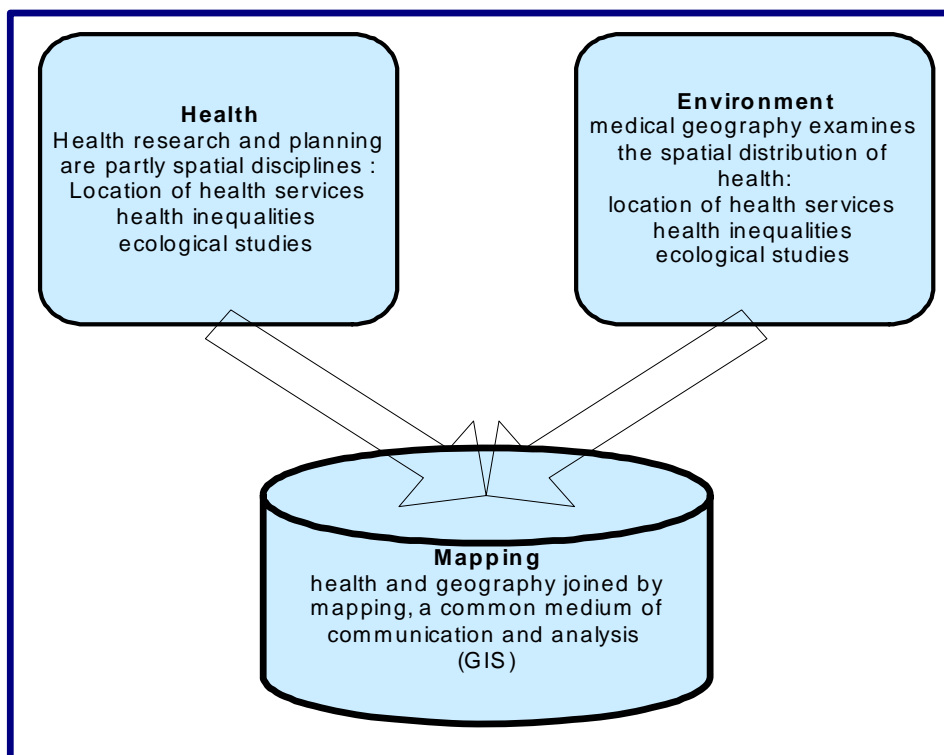 Health
Health research and planning
are partly spatial disciplines :
Location of health services
health inequalities
ecological studies
Environment
medical geography examines
the spatial distribution of
health:
location of health services
health inequalities
ecological studies
Mapping
health and geography joined by
mapping, a common medium of
communication and analysis
(GIS)